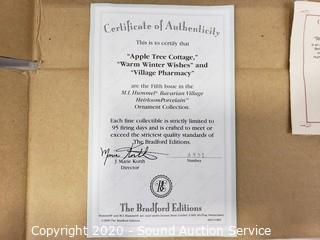 Certificate of Authenticity
This is to certify that
"Apple Tree Cottage,"
"Warm Winter Wishes" and
"Village Pharmacy"
are the Fifth Issue in the
M.I. Hummel® Bavarian Village
HeirloomPorcelain™
Ornament Collection.
Each fine collectible is strictly limited to
95 firing days and is crafted to meet or
exceed the strictest quality standards of
The Bradford Editions.
J. Marie Korth
Director
Number
The Bradford Editions
Copyright 2020 - Sound Auction Service